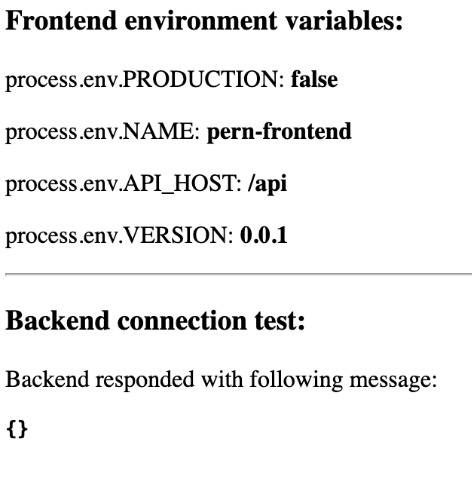 Frontend environment variables:
process.env.PRODUCTION: false
process.env.NAME: pern-frontend
process.env.API_HOST: /api
process.env.VERSION: 0.0.1
Backend connection test:
Backend responded with following message:
{}